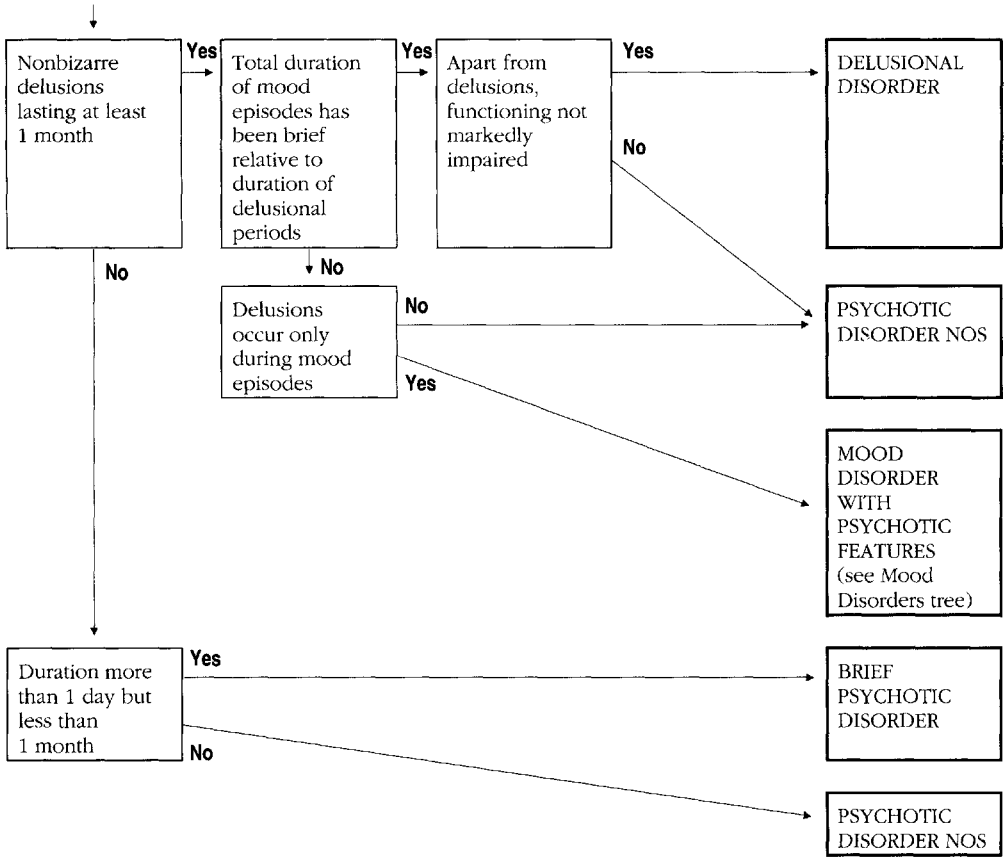 Nonbizarre
delusions
lasting at least
1 month
Yes
Total duration
of mood
episodes has
been brief
relative to
duration of
delusional
periods
Yes
Apart from
delusions,
functioning not
markedly
impaired
Yes
No
DELUSIONAL
DISORDER
No
No
Delusions
occur only
during mood
episodes
No
Yes
PSYCHOTIC
DISORDER NOS
MOOD
DISORDER
WITH
PSYCHOTIC
FEATURES
(see Mood
Disorders tree)
Duration more
than 1 day but
less than
1 month
Yes
No
BRIEF
PSYCHOTIC
DISORDER
PSYCHOTIC
DISORDER NOS